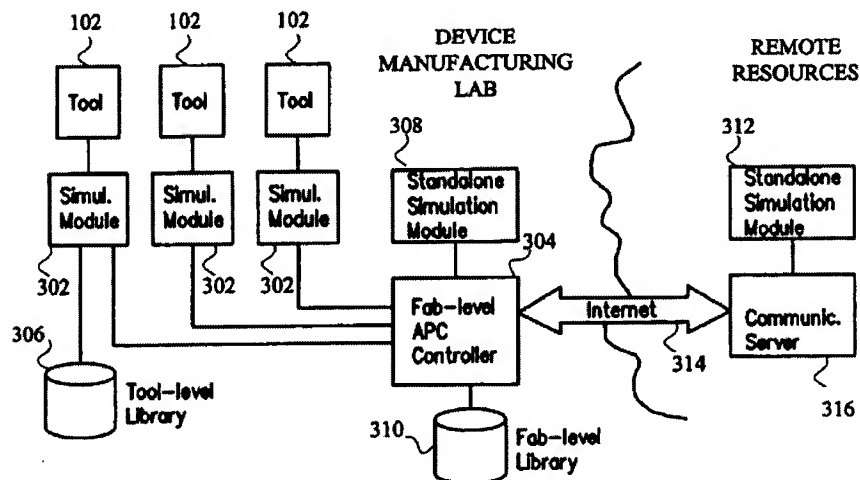 102
102
102
DEVICE
MANUFACTURING
LAB
REMOTE
RESOURCES
Tool
Tool
Tool
308
312
Simul.
Module
Simul.
Module
Simul.
Module
Standalone
Simulation
Module
Standalone
Simulation
Module
304
302
302
302
Fab-level
APC
Controller
Internet
314
Communic.
Server
316
306
Tool-level
Library
310
Fab-level
Library